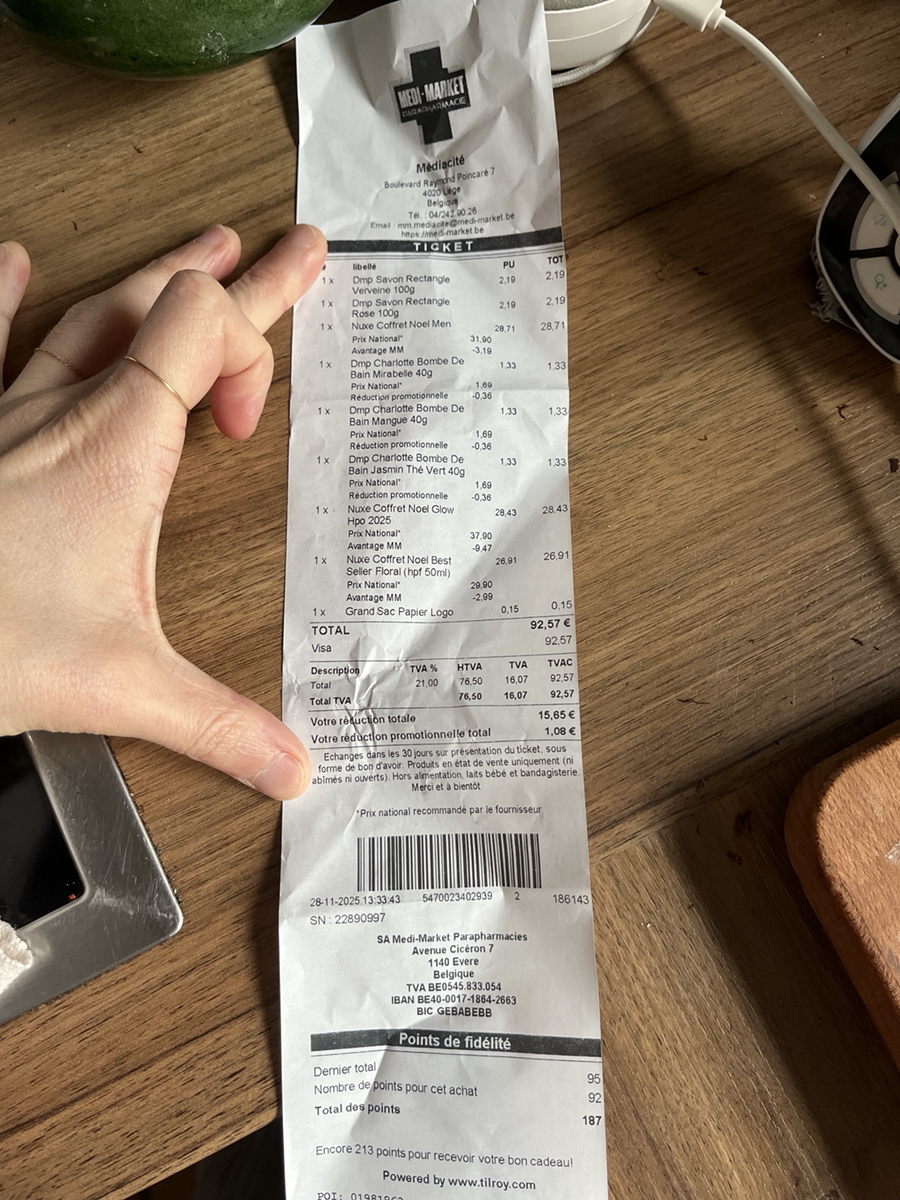 MEDI-MARKET
PARAPHARMACIE
Médiacité
Boulevard Raymond Poincaré 7
4020 Liège
Belgique
Tél. : 04/242.90.26
Email : mm.mediacite@medi-market.be
https://medi-market.be
TICKET
libellé PU TOT
1 x Dmp Savon Rectangle 2,19 2,19
Verveine 100g
1 x Dmp Savon Rectangle 2,19 2,19
Rose 100g
1 x Nuxe Coffret Noel Men 28,71 28,71
Prix National* 31,90
Avantage MM -3,19
1 x Dmp Charlotte Bombe De 1,33 1,33
Bain Mirabelle 40g
Prix National* 1,69
Réduction promotionnelle -0,36
1 x Dmp Charlotte Bombe De 1,33 1,33
Bain Mangue 40g
Prix National* 1,69
Réduction promotionnelle -0,36
1 x Dmp Charlotte Bombe De 1,33 1,33
Bain Jasmin Thé Vert 40g
Prix National* 1,69
Réduction promotionnelle -0,36
1 x Nuxe Coffret Noel Glow 28,43 28,43
Hpo 2025
Prix National* 37,90
Avantage MM -9,47
1 x Nuxe Coffret Noel Best 26,91 26,91
Seller Floral (hpf 50ml)
Prix National* 29,90
Avantage MM -2,99
1 x Grand Sac Papier Logo 0,15 0,15
TOTAL 92,57 €
Visa 92,57
Description TVA % HTVA TVA TVAC
Total 21,00 76,50 16,07 92,57
Total TVA 76,50 16,07 92,57
Votre réduction totale 15,65 €
Votre réduction promotionnelle total 1,08 €
Echanges dans les 30 jours sur présentation du ticket, sous
forme de bon d'avoir. Produits en état de vente uniquement (ni
abîmés ni ouverts). Hors alimentation, laits bébé et bandagisterie
Merci et à bientôt
*Prix national recommandé par le fournisseur
28-11-2025 13:33:43 5470023402939 2 186143
SN : 22890997
SA Medi-Market Parapharmacies
Avenue Cicéron 7
1140 Evere
Belgique
TVA BE0545.833.054
IBAN BE40-0017-1864-2663
BIC GEBABEBB
Points de fidélité
Dernier total 95
Nombre de points pour cet achat 92
Total des points 187
Encore 213 points pour recevoir votre bon cadeau!
Powered by www.tilroy.com
POI: